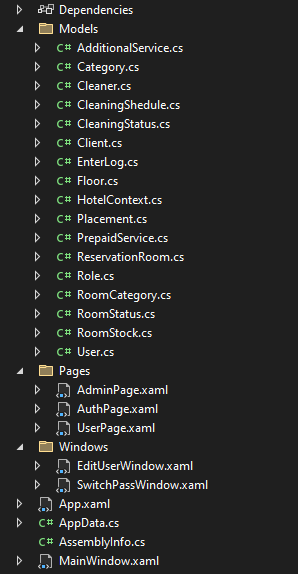 Dependencies
Models
C# AdditionalService.cs
C# Category.cs
C# Cleaner.cs
C# CleaningShedule.cs
C# CleaningStatus.cs
C# Client.cs
C# EnterLog.cs
C# Floor.cs
C# HotelContext.cs
C# Placement.cs
C# PrepaidService.cs
C# ReservationRoom.cs
C# Role.cs
C# RoomCategory.cs
C# RoomStatus.cs
C# RoomStock.cs
C# User.cs
Pages
AdminPage.xaml
AuthPage.xaml
UserPage.xaml
Windows
EditUserWindow.xaml
SwitchPassWindow.xaml
App.xaml
C# AppData.cs
C# AssemblyInfo.cs
MainWindow.xaml